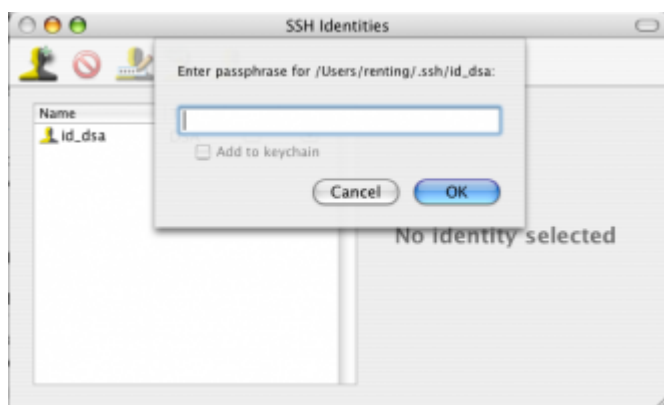 SSH Identities
Enter passphrase for /Users/renting/.ssh/id_dsa:
Add to keychain
Cancel
OK
Name
id_dsa
No identity selected